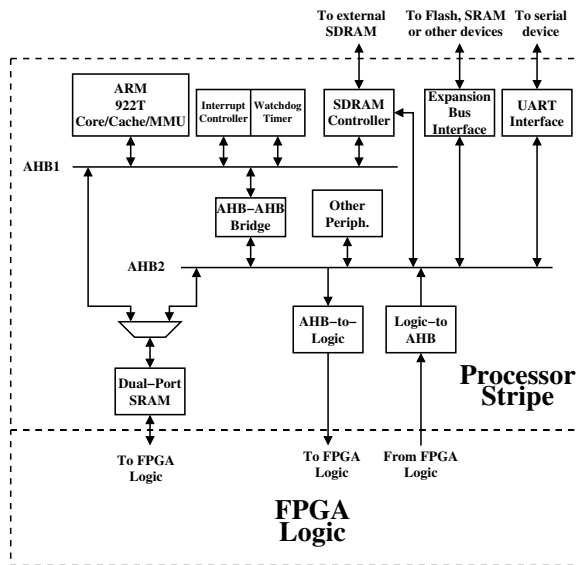 To external
SDRAM
To Flash, SRAM
or other devices
To serial
device
ARM
922T
Core/Cache/MMU
Interrupt
Controller
Watchdog
Timer
SDRAM
Controller
Expansion
Bus
Interface
UART
Interface
AHB1
AHB−AHB
Bridge
Other
Periph.
AHB2
AHB−to−
Logic
Logic−to
AHB
Dual−Port
SRAM
Processor
Stripe
To FPGA
Logic
To FPGA
Logic
From FPGA
Logic
FPGA
Logic